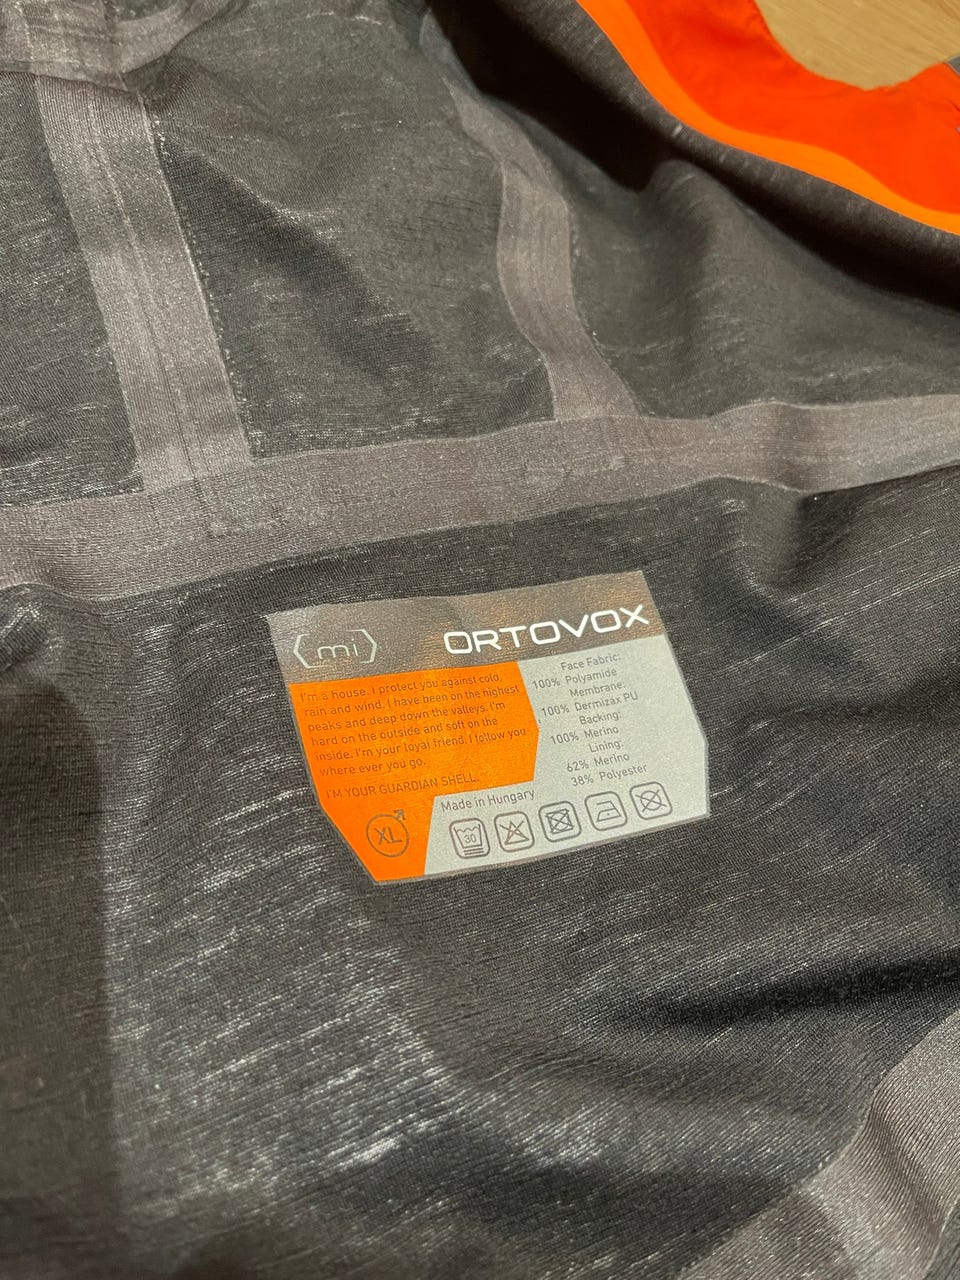 mi
ORTOVOX
I'm a house. I protect you against cold,
rain and wind. I have been on the highest
peaks and deep down the valleys. I'm
hard on the outside and soft on the
inside. I'm your loyal friend. I follow you
where ever you go.
I'M YOUR GUARDIAN SHELL.
XL
Face Fabric:
100% Polyamide
Membrane:
100% Dermizax PU
Backing:
100% Merino
Lining:
62% Merino
38% Polyester
Made in Hungary
30